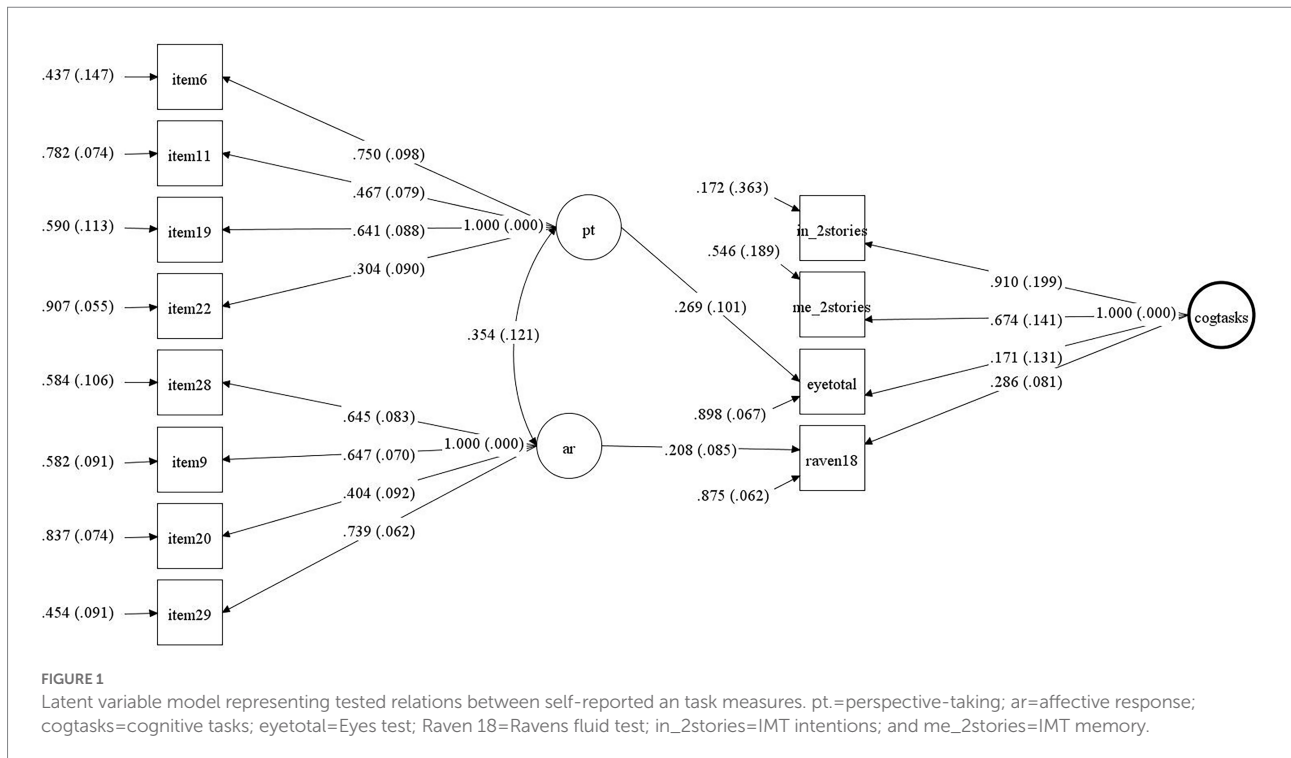 .437 (.147)
item6
.750 (.098)
.782 (.074)
item11
.467 (.079)
.590 (.113)
item19
.641 (.088)
1.000 (.000)
pt
.304 (.090)
.907 (.055)
item22
.354 (.121)
.584 (.106)
item28
.645 (.083)
.582 (.091)
item9
.647 (.070)
1.000 (.000)
ar
.404 (.092)
.837 (.074)
item20
.739 (.062)
.454 (.091)
item29
.172 (.363)
in_2stories
.546 (.189)
me_2stories
.269 (.101)
eyetotal
.898 (.067)
.208 (.085)
raven18
.875 (.062)
.910 (.199)
.674 (.141)
1.000 (.000)
cogtasks
.171 (.131)
.286 (.081)
FIGURE 1
Latent variable model representing tested relations between self-reported an task measures. pt.=perspective-taking; ar=affective response;
cogtasks=cognitive tasks; eyetotal=Eyes test; Raven 18=Ravens fluid test; in_2stories=IMT intentions; and me_2stories=IMT memory.